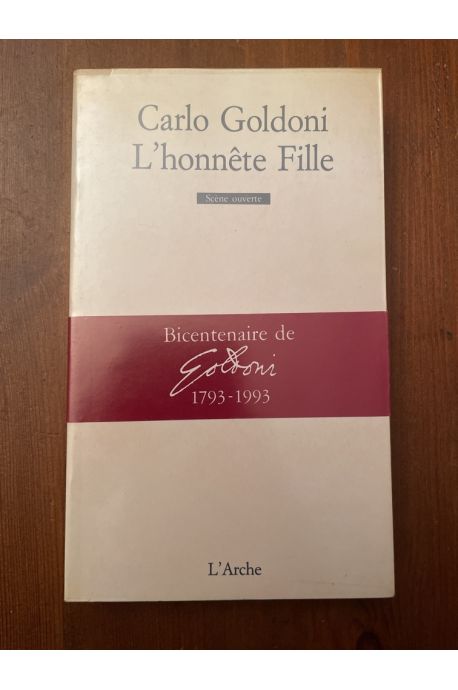 Carlo Goldoni
L'honnête Fille
Scène ouverte
Bicentenaire de
Goldoni
1793-1993
L'Arche